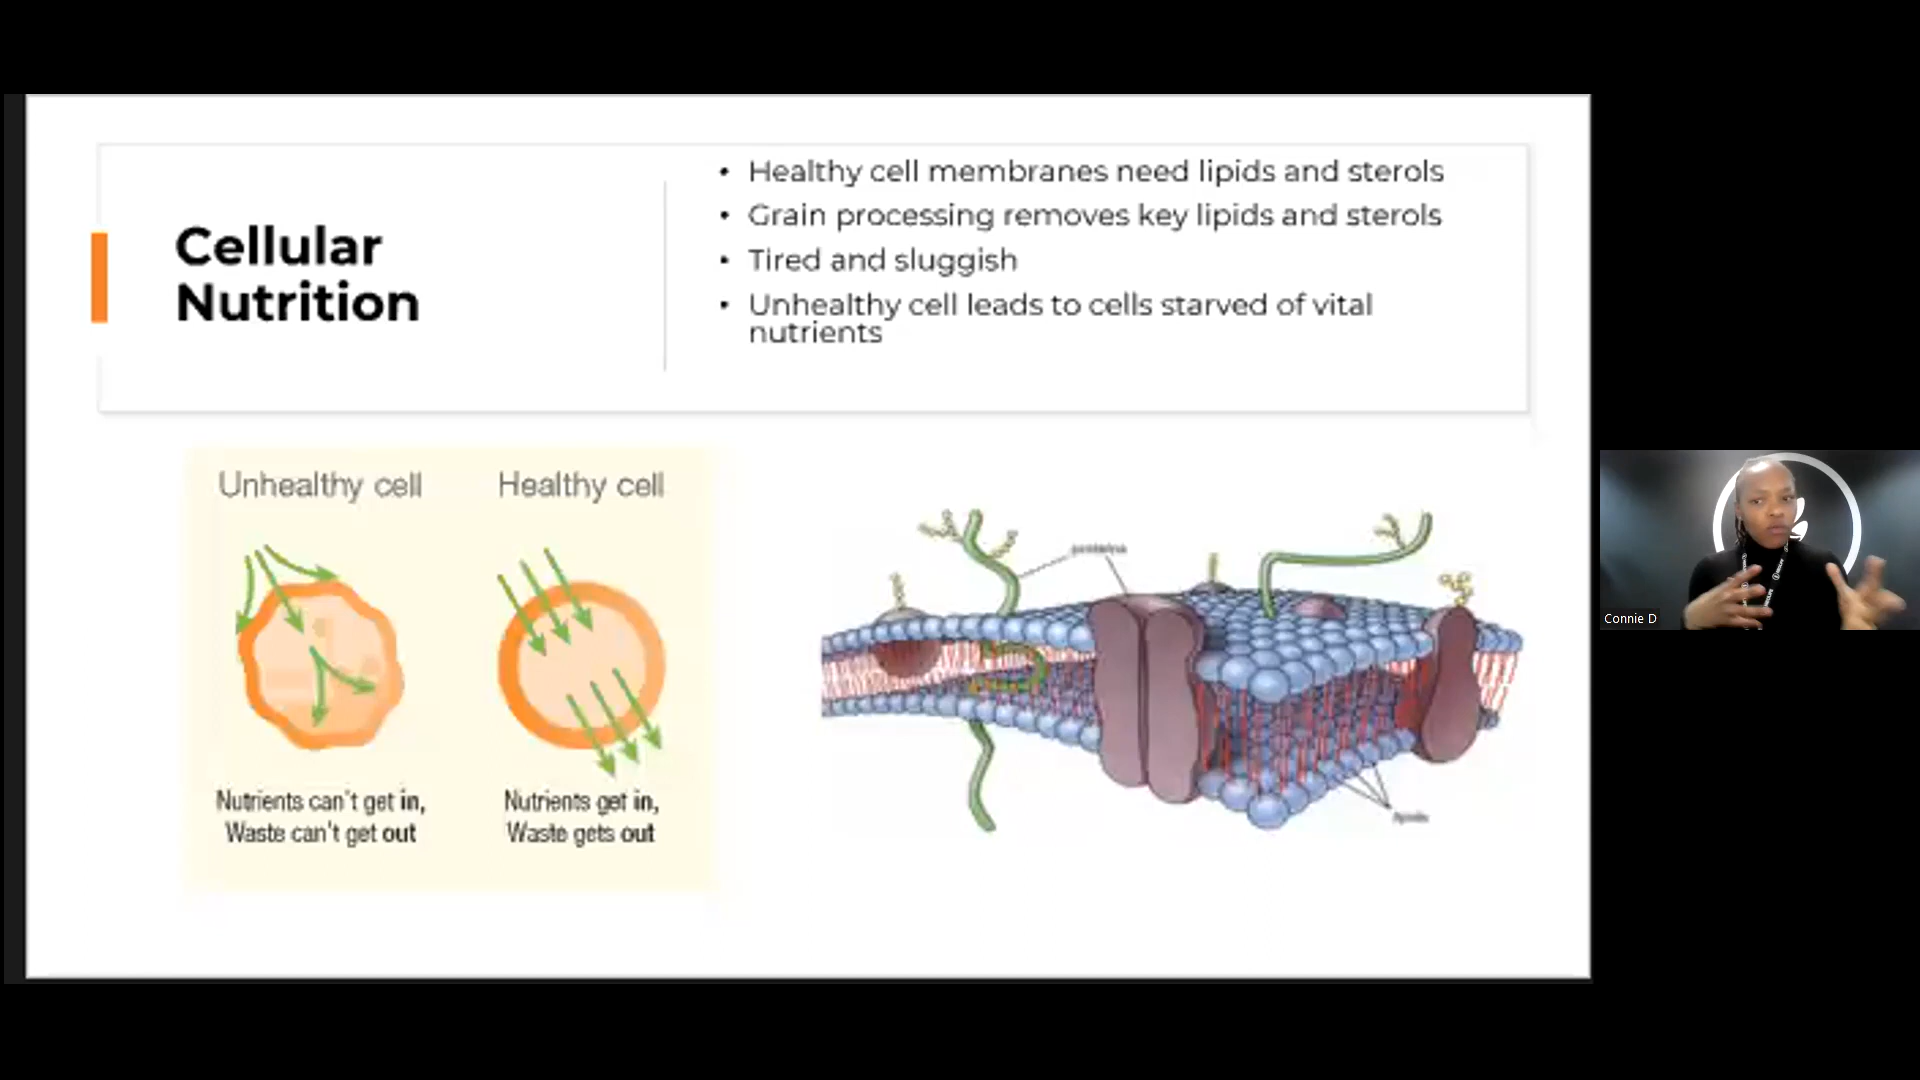 Cellular
Nutrition
• Healthy cell membranes need lipids and sterols
• Grain processing removes key lipids and sterols
• Tired and sluggish
• Unhealthy cell leads to cells starved of vital
nutrients
Unhealthy cell
Healthy cell
Nutrients can't get in,
Waste can't get out
Nutrients get in,
Waste gets out
proteins
lipids
Connie D